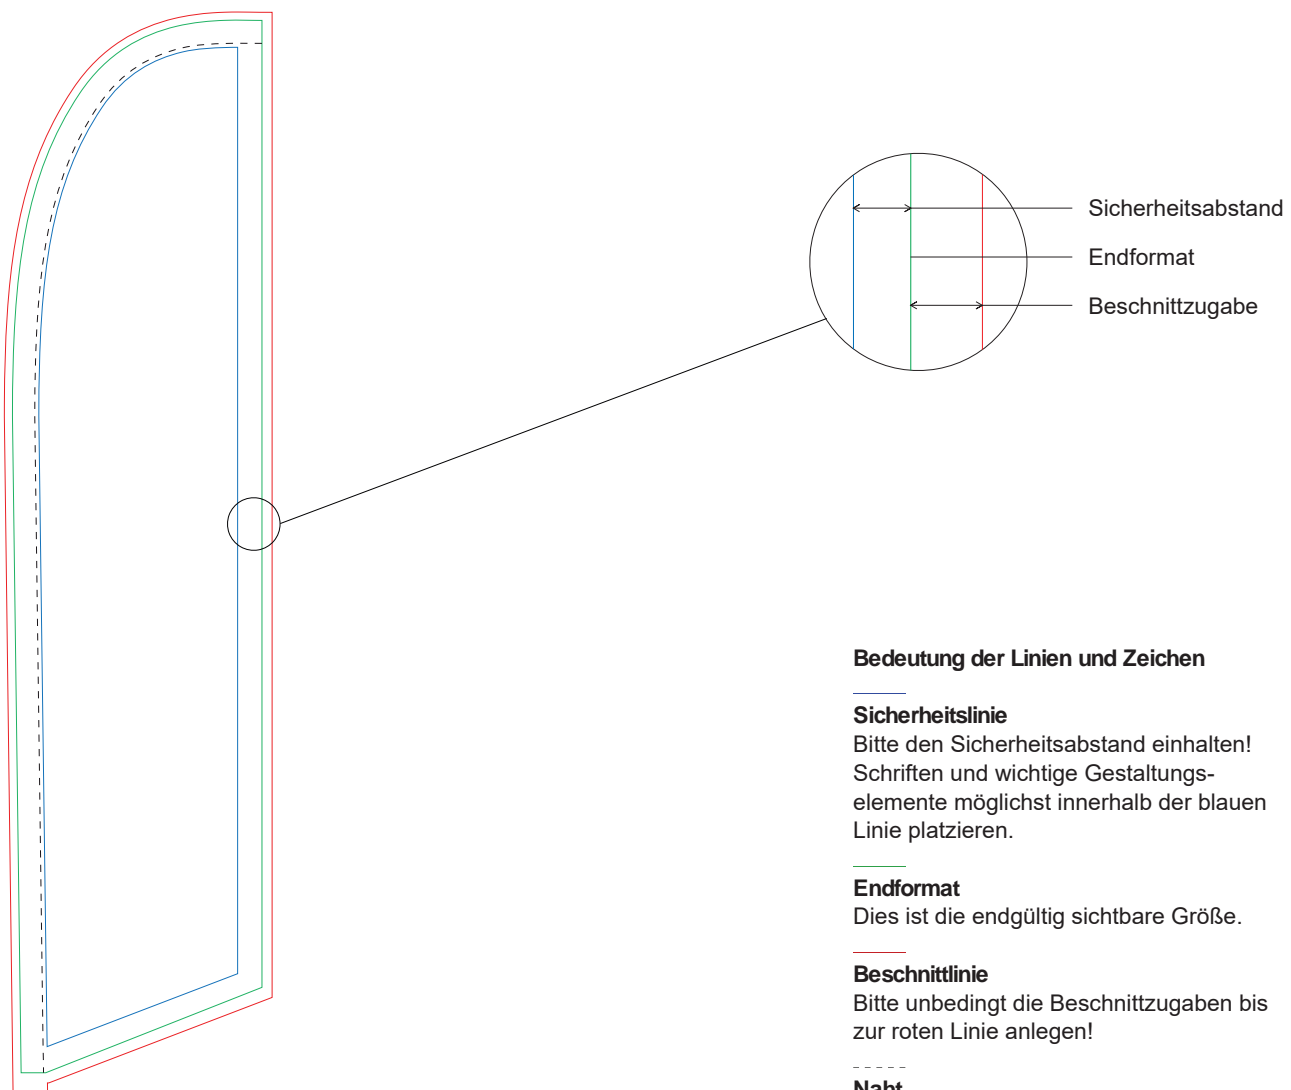 Sicherheitsabstand
Endformat
Beschnittzugabe
Bedeutung der Linien und Zeichen
Sicherheitslinie
Bitte den Sicherheitsabstand einhalten!
Schriften und wichtige Gestaltungs-
elemente möglichst innerhalb der blauen
Linie platzieren.
Endformat
Dies ist die endgültig sichtbare Größe.
Beschnittlinie
Bitte unbedingt die Beschnittzugaben bis
zur roten Linie anlegen!
Naht